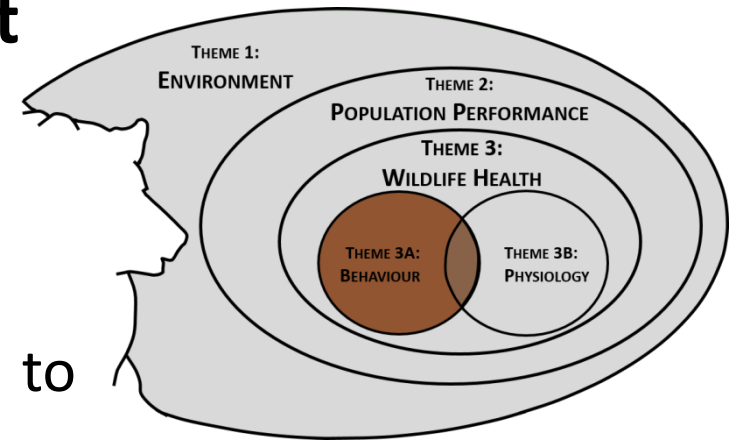 t
THEME 1:
ENVIRONMENT
THEME 2:
POPULATION PERFORMANCE
THEME 3:
WILDLIFE HEALTH
THEME 3A:
BEHAVIOUR
THEME 3B:
PHYSIOLOGY
to